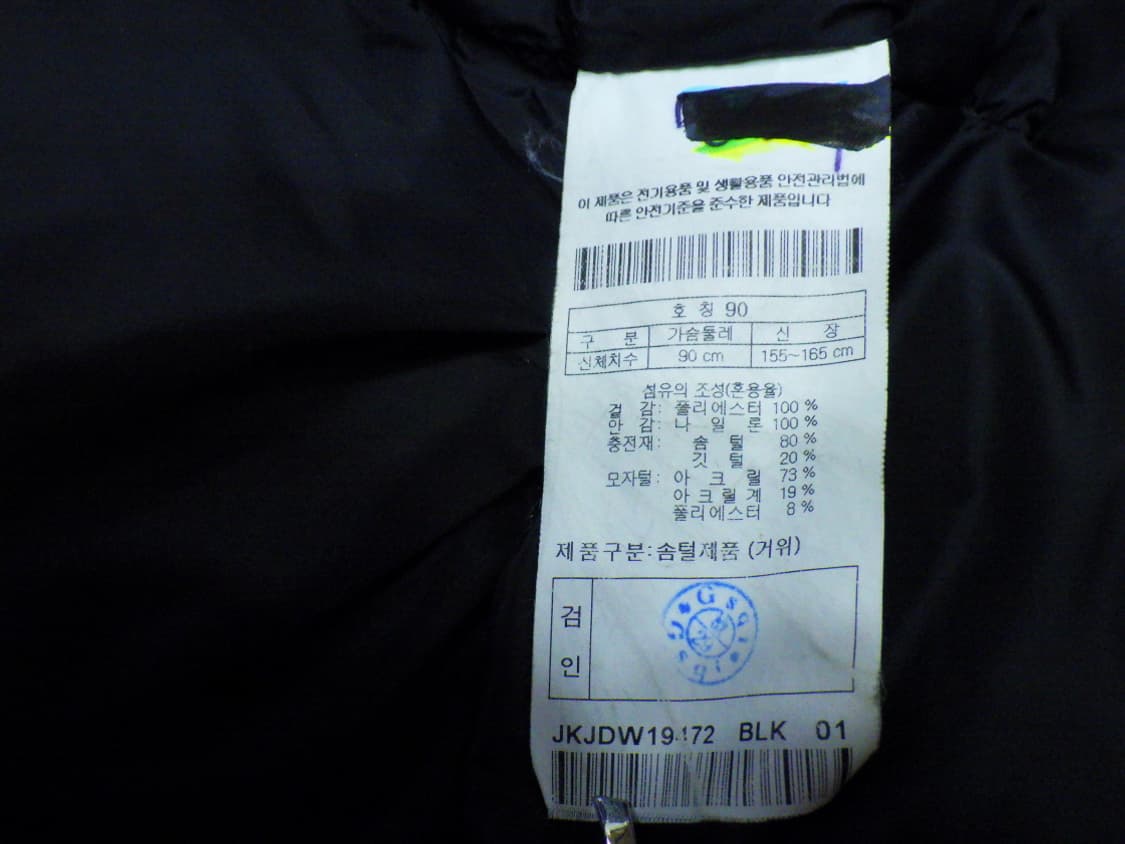 이 제품은 전기용품 및 생활용품 안전관리법에
따른 안전기준을 준수한 제품입니다
호 칭 90
구 분 가슴둘레 신 장
신체치수 90 cm 155~165 cm
섬유의 조성(혼용율)
겉 감: 폴리에스터 100 %
안 감: 나 일 론 100 %
충전재: 솜 털 80 %
깃 털 20 %
모자털: 아 크 릴 73 %
아크릴계 19 %
폴리에스터 8 %
제품구분:솜털제품 (거위)
검
인
JKJDW19472 BLK 01